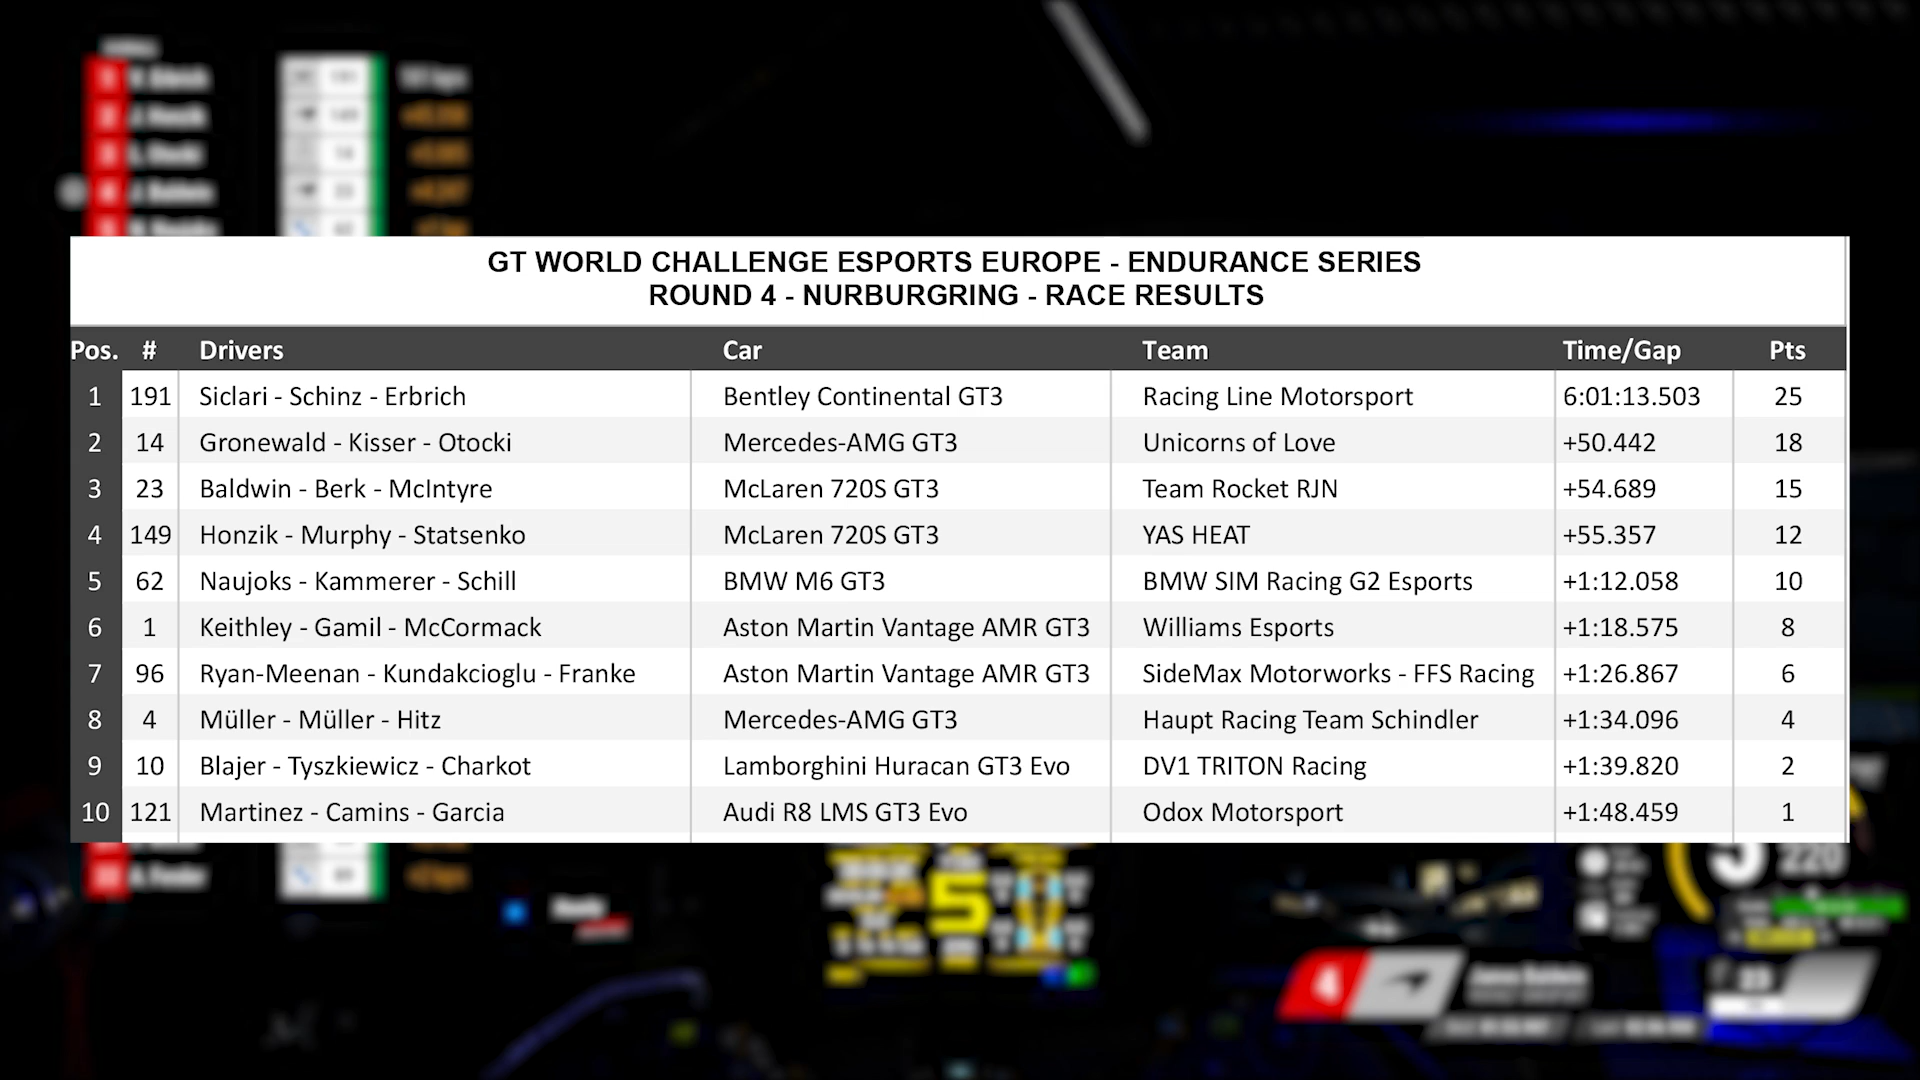 GT WORLD CHALLENGE ESPORTS EUROPE - ENDURANCE SERIES
ROUND 4 - NURBURGRING - RACE RESULTS
Pos. # Drivers Car Team Time/Gap Pts
1 191 Siclari - Schinz - Erbrich Bentley Continental GT3 Racing Line Motorsport 6:01:13.503 25
2 14 Gronewald - Kisser - Otocki Mercedes-AMG GT3 Unicorns of Love +50.442 18
3 23 Baldwin - Berk - McIntyre McLaren 720S GT3 Team Rocket RJN +54.689 15
4 149 Honzik - Murphy - Statsenko McLaren 720S GT3 YAS HEAT +55.357 12
5 62 Naujoks - Kammerer - Schill BMW M6 GT3 BMW SIM Racing G2 Esports +1:12.058 10
6 1 Keithley - Gamil - McCormack Aston Martin Vantage AMR GT3 Williams Esports +1:18.575 8
7 96 Ryan-Meenan - Kundakcioglu - Franke Aston Martin Vantage AMR GT3 SideMax Motorworks - FFS Racing +1:26.867 6
8 4 Müller - Müller - Hitz Mercedes-AMG GT3 Haupt Racing Team Schindler +1:34.096 4
9 10 Blajer - Tyszkiewicz - Charkot Lamborghini Huracan GT3 Evo DV1 TRITON Racing +1:39.820 2
10 121 Martinez - Camins - Garcia Audi R8 LMS GT3 Evo Odox Motorsport +1:48.459 1
5
220
4